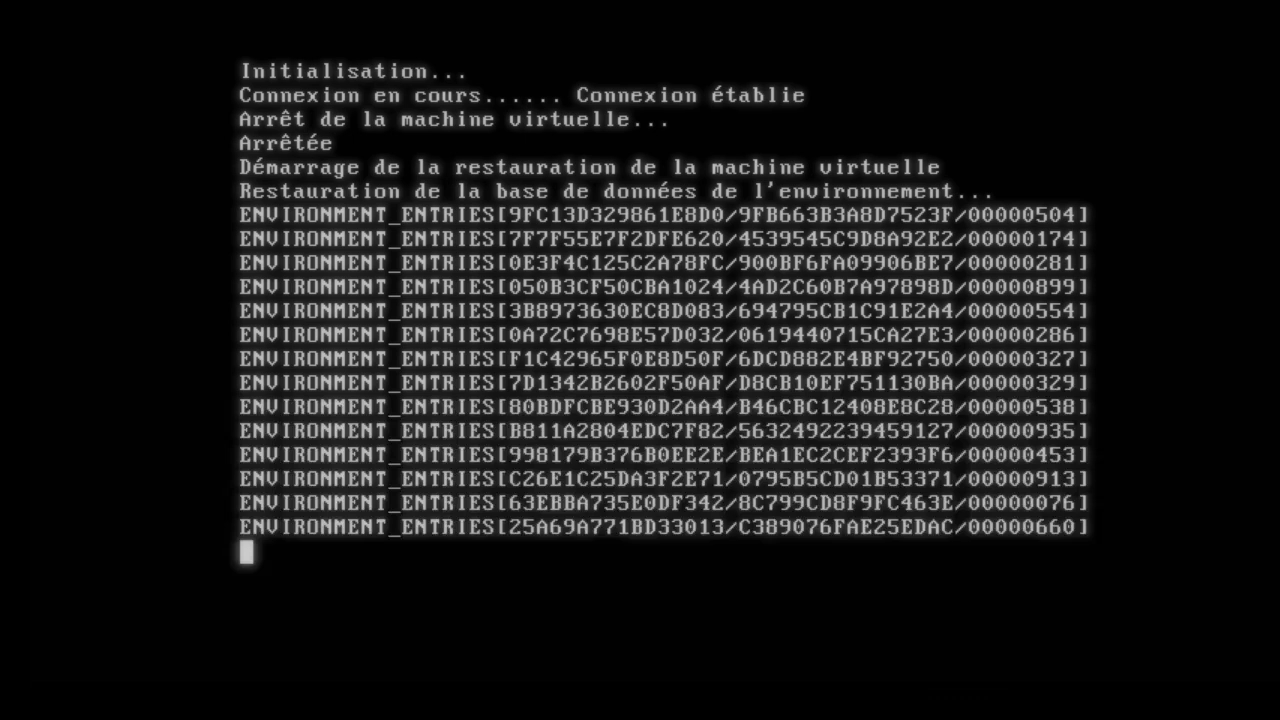 Initialisation...
Connexion en cours...... Connexion établie
Arrêt de la machine virtuelle...
Arrêtée
Démarrage de la restauration de la machine virtuelle
Restauration de la base de données de l'environnement...
ENVIRONMENT_ENTRIES[9FC13D329861E8D0/9FB663B3A8D7523F/00000504]
ENVIRONMENT_ENTRIES[7F7F55E7F2DFE620/4539545C9D8A92E2/00000174]
ENVIRONMENT_ENTRIES[0E3F4C125C2A78FC/900BF6FA09906BE7/00000281]
ENVIRONMENT_ENTRIES[050B3CF50CBA1024/4AD2C60B7A97898D/00000899]
ENVIRONMENT_ENTRIES[3B8973630EC8D083/694795CB1C91E2A4/00000554]
ENVIRONMENT_ENTRIES[0A72C7698E57D032/0619440715CA27E3/00000286]
ENVIRONMENT_ENTRIES[F1C42965F0E8D50F/6DCD882E4BF92750/00000327]
ENVIRONMENT_ENTRIES[7D1342B2602F50AF/D8CB10EF751130BA/00000329]
ENVIRONMENT_ENTRIES[80BDFCBE930D2AA4/B46CBC12408E8C28/00000538]
ENVIRONMENT_ENTRIES[B811A2804EDC7F82/5632492239459127/00000935]
ENVIRONMENT_ENTRIES[998179B376B0EE2E/BEA1EC2CEF2393F6/00000453]
ENVIRONMENT_ENTRIES[C26E1C25DA3F2E71/0795B5CD01B53371/00000913]
ENVIRONMENT_ENTRIES[63EBBA735E0DF342/8C799CD8F9FC463E/00000076]
ENVIRONMENT_ENTRIES[25A69A771BD33013/C389076FAE25EDAC/00000660]